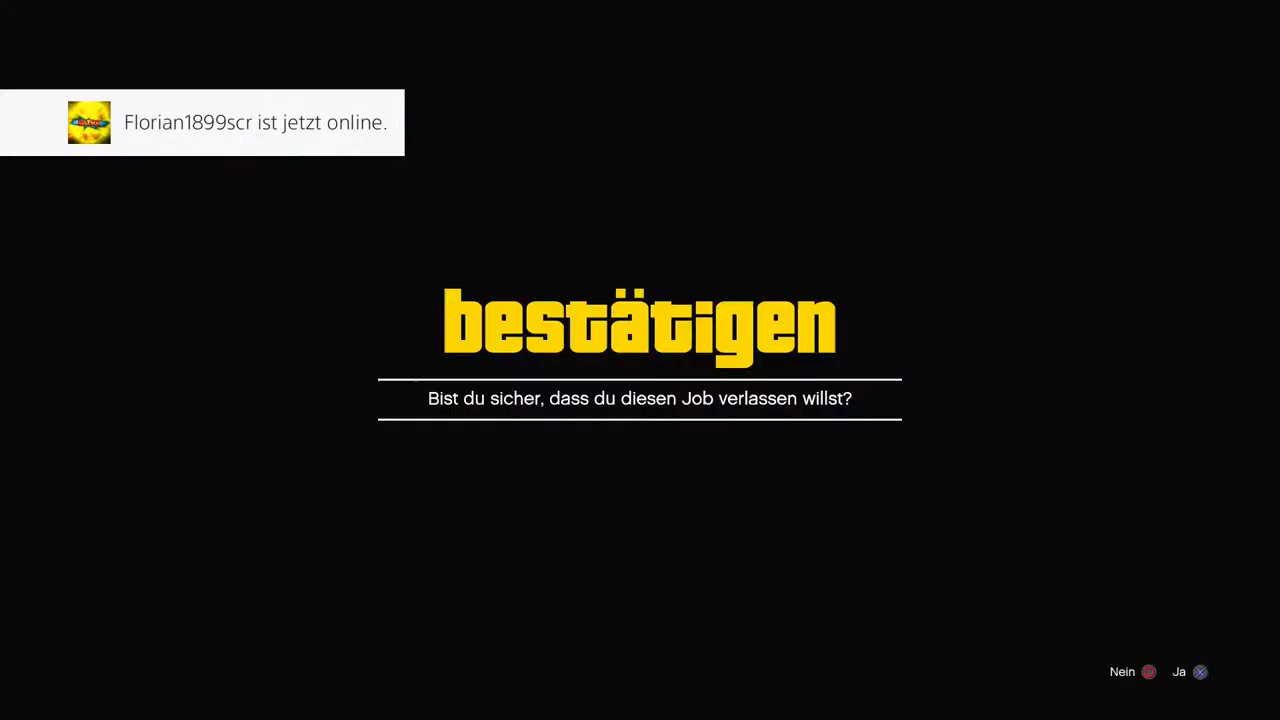 Florian1899scr ist jetzt online.
bestätigen
Bist du sicher, dass du diesen Job verlassen willst?
Nein Ja